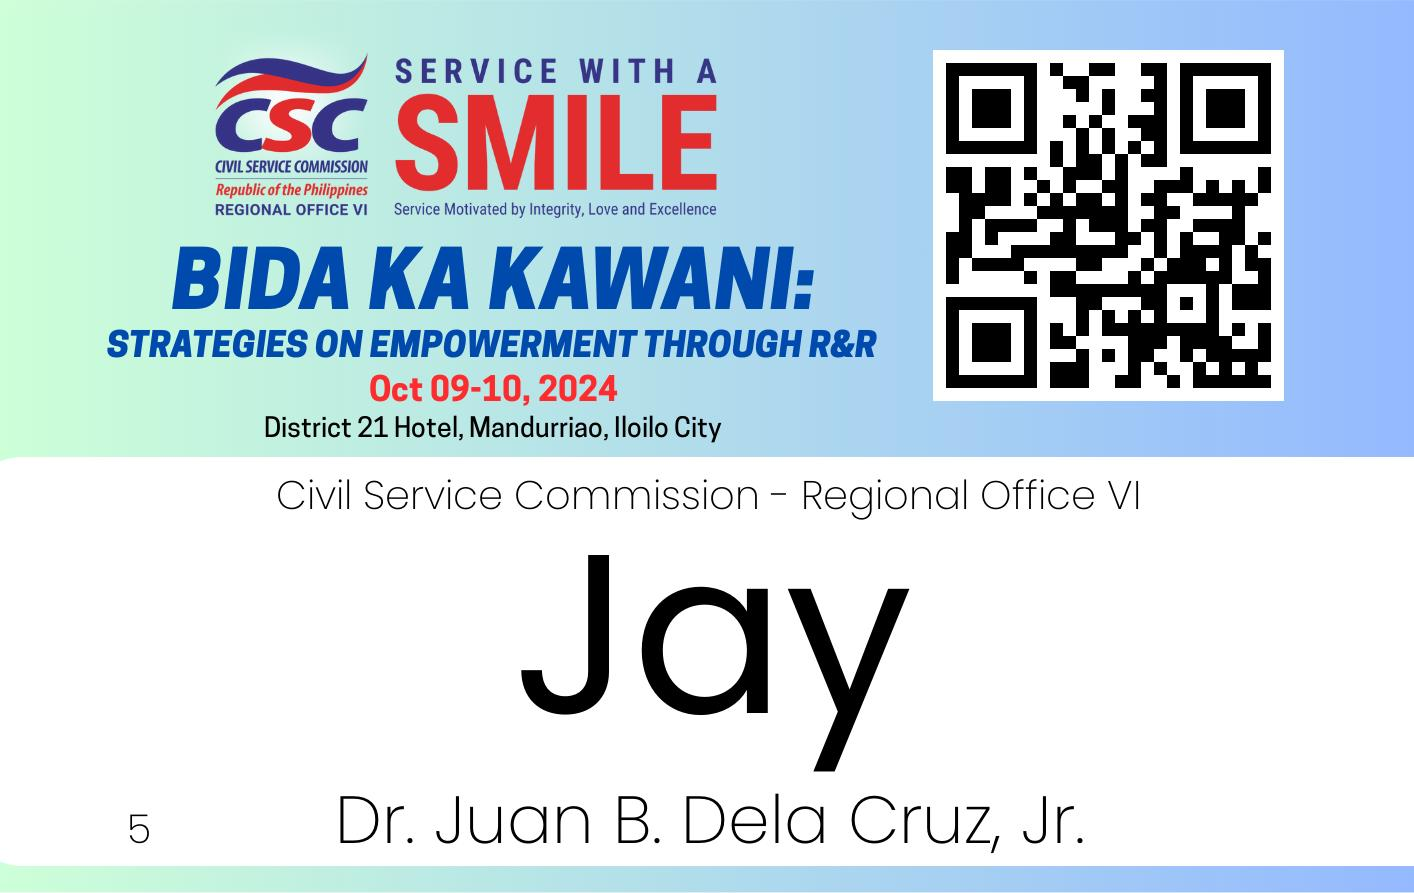 CSC
CIVIL SERVICE COMMISSION
Republic of the Philippines
REGIONAL OFFICE VI
SERVICE WITH A
SMILE
Service Motivated by Integrity, Love and Excellence
BIDA KA KAWANI:
STRATEGIES ON EMPOWERMENT THROUGH R&R
Oct 09-10, 2024
District 21 Hotel, Mandurriao, Iloilo City
Civil Service Commission - Regional Office VI
Jay
Dr. Juan B. Dela Cruz, Jr.
5